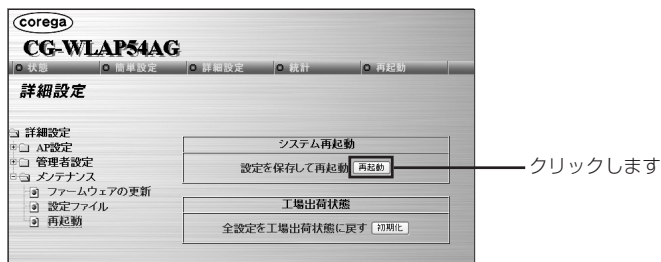 corega
CG-WLAP54AG
状態 簡単設定 詳細設定 統計 再起動
詳細設定
詳細設定
AP設定
管理者設定
メンテナンス
ファームウェアの更新
設定ファイル
再起動
システム再起動
設定を保存して再起動 再起動
クリックします
工場出荷状態
全設定を工場出荷状態に戻す 初期化